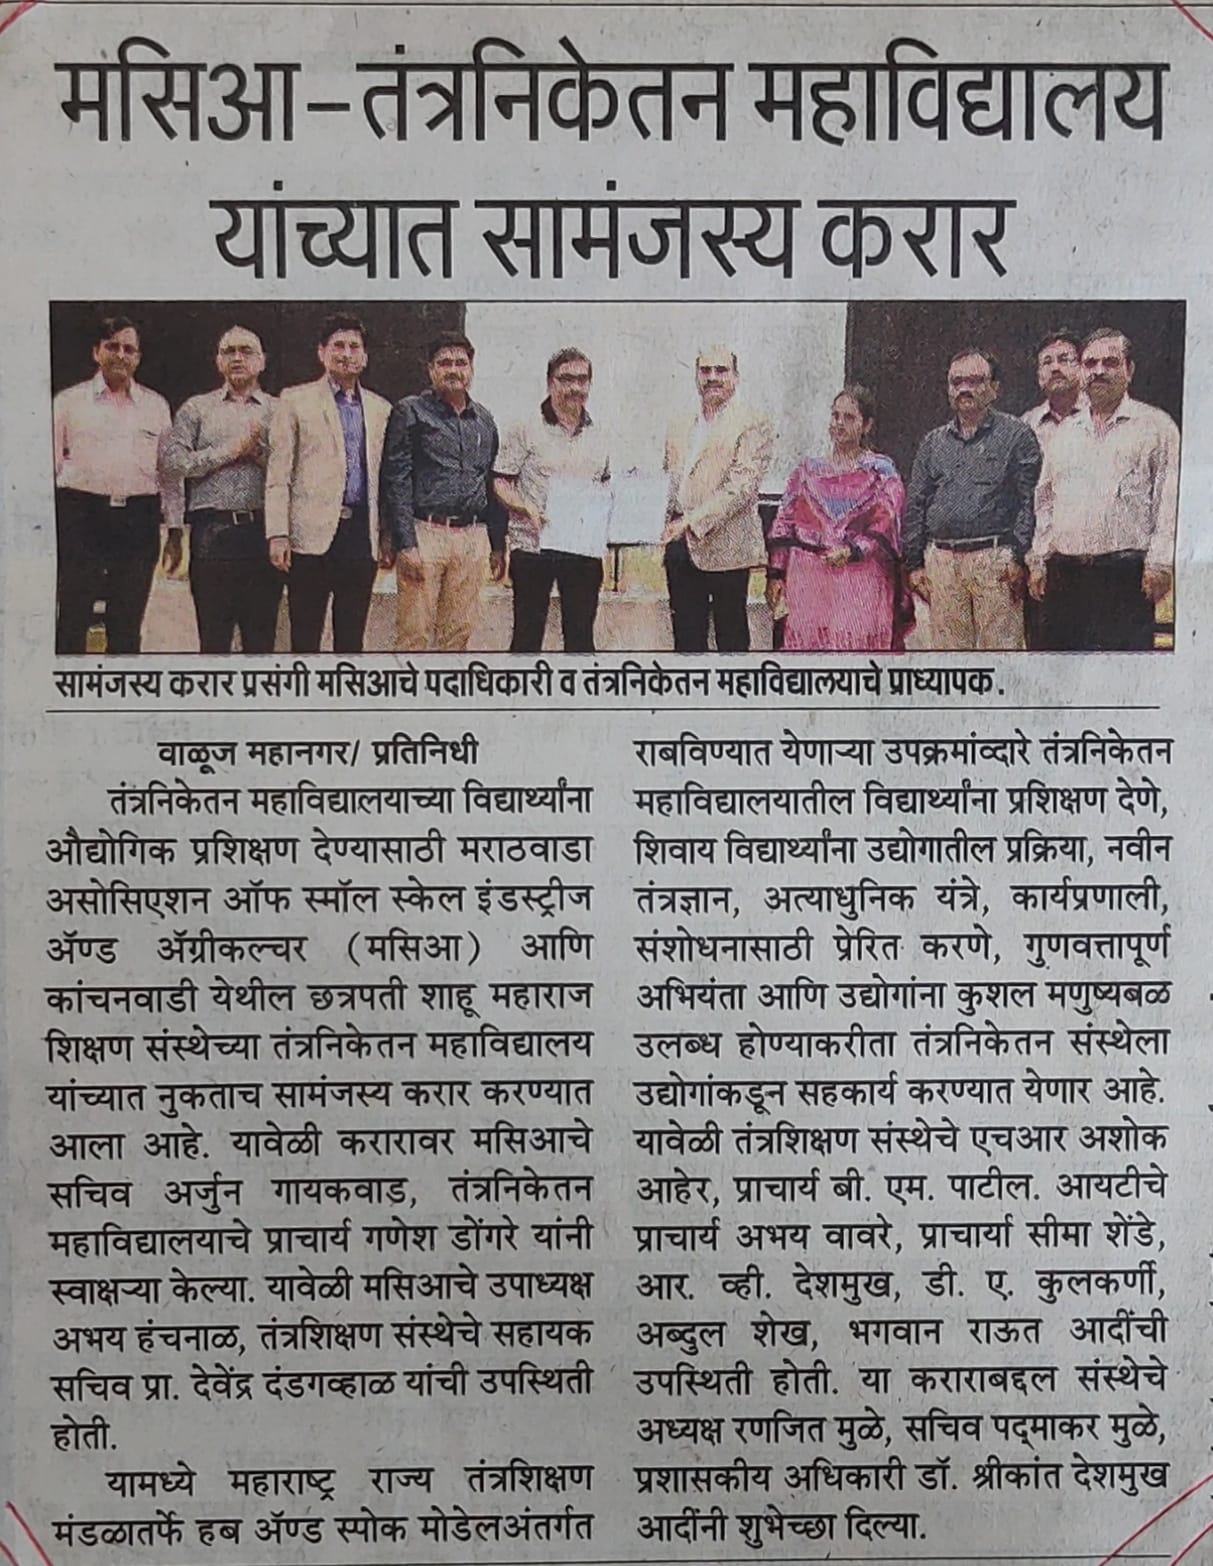 मसिआ–तंत्रनिकेतन महाविद्यालय
यांच्यात सामंजस्य करार
सामंजस्य करार प्रसंगी मसिआचे पदाधिकारी व तंत्रनिकेतन महाविद्यालयाचे प्राध्यापक.
वाळूज महानगर/ प्रतिनिधी
तंत्रनिकेतन महाविद्यालयाच्या विद्यार्थ्यांना
औद्योगिक प्रशिक्षण देण्यासाठी मराठवाडा
असोसिएशन ऑफ स्मॉल स्केल इंडस्ट्रीज
ॲण्ड ॲग्रीकल्चर (मसिआ) आणि
कांचनवाडी येथील छत्रपती शाहू महाराज
शिक्षण संस्थेच्या तंत्रनिकेतन महाविद्यालय
यांच्यात नुकताच सामंजस्य करार करण्यात
आला आहे. यावेळी करारावर मसिआचे
सचिव अर्जुन गायकवाड, तंत्रनिकेतन
महाविद्यालयाचे प्राचार्य गणेश डोंगरे यांनी
स्वाक्षऱ्या केल्या. यावेळी मसिआचे उपाध्यक्ष
अभय हंचनाळ, तंत्रशिक्षण संस्थेचे सहायक
सचिव प्रा. देवेंद्र दंडगव्हाळ यांची उपस्थिती
होती.
यामध्ये महाराष्ट्र राज्य तंत्रशिक्षण
मंडळातर्फे हब ॲण्ड स्पोक मोडेलअंतर्गत
राबविण्यात येणाऱ्या उपक्रमांव्दारे तंत्रनिकेतन
महाविद्यालयातील विद्यार्थ्यांना प्रशिक्षण देणे,
शिवाय विद्यार्थ्यांना उद्योगातील प्रक्रिया, नवीन
तंत्रज्ञान, अत्याधुनिक यंत्रे, कार्यप्रणाली,
संशोधनासाठी प्रेरित करणे, गुणवत्तापूर्ण
अभियंता आणि उद्योगांना कुशल मणुष्यबळ
उलब्ध होण्याकरीता तंत्रनिकेतन संस्थेला
उद्योगांकडून सहकार्य करण्यात येणार आहे.
यावेळी तंत्रशिक्षण संस्थेचे एचआर अशोक
आहेर, प्राचार्य बी. एम. पाटील. आयटीचे
प्राचार्य अभय वावरे, प्राचार्या सीमा शेंडे,
आर. व्ही. देशमुख, डी. ए. कुलकर्णी,
अब्दुल शेख, भगवान राऊत आदींची
उपस्थिती होती. या कराराबद्दल संस्थेचे
अध्यक्ष रणजित मुळे, सचिव पद्माकर मुळे,
प्रशासकीय अधिकारी डॉ. श्रीकांत देशमुख
आदींनी शुभेच्छा दिल्या.